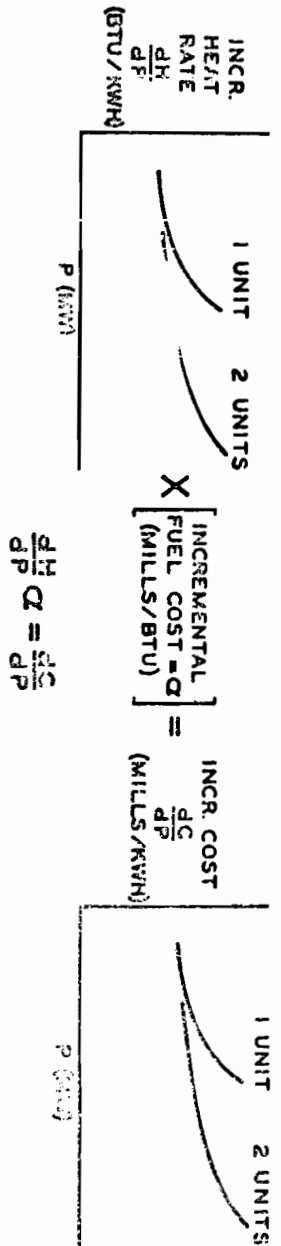 INCR.
HEAT
RATE
dH
dP
(BTU/KWH)
1 UNIT
2 UNITS
P (MW)
X
INCREMENTAL
FUEL COST = α
(MILLS/BTU)
=
INCR. COST
dC
dP
(MILLS/KWH)
1 UNIT
2 UNITS
P (MW)
dH/dP α = dC/dP